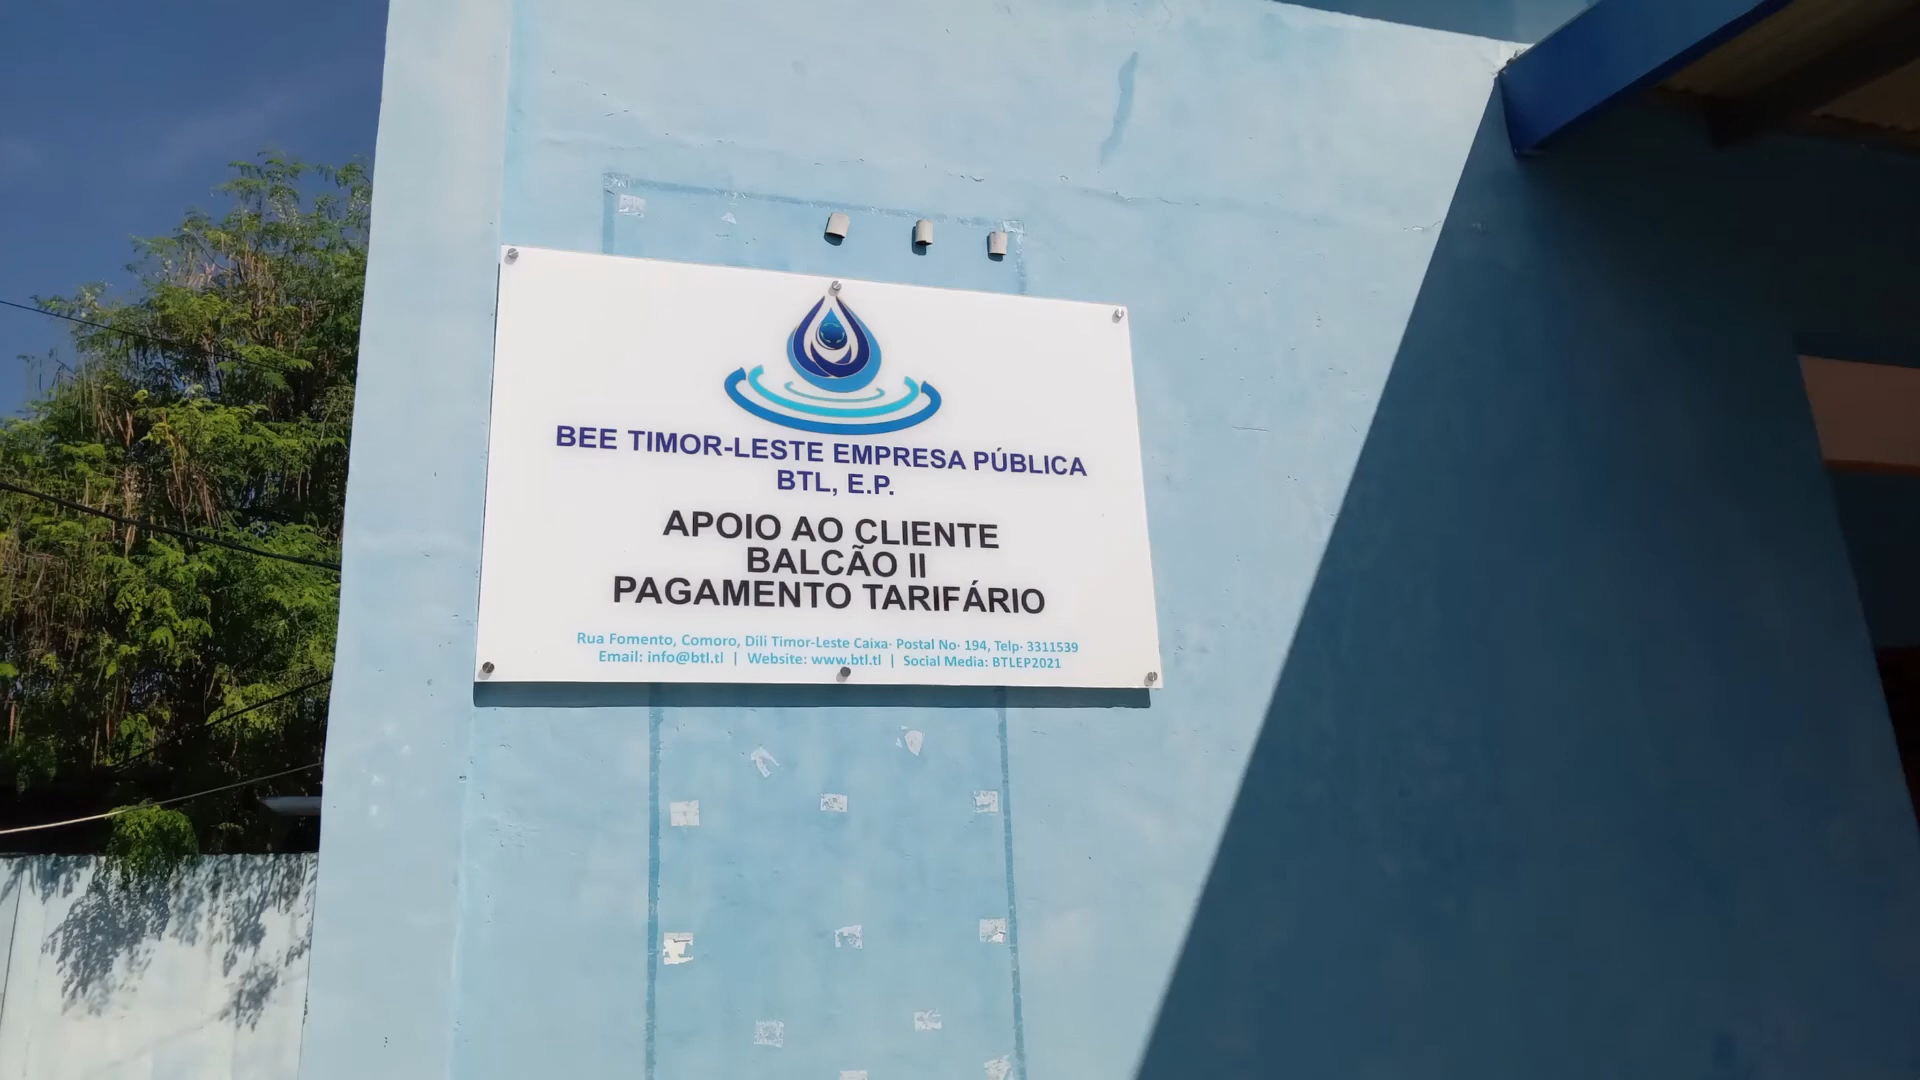 BEE TIMOR-LESTE EMPRESA PÚBLICA
BTL, E.P.
APOIO AO CLIENTE
BALCÃO II
PAGAMENTO TARIFÁRIO
Rua Fomento, Comoro, Dili Timor-Leste Caixa· Postal No· 194, Telp· 3311539
Email: info@btl.tl | Website: www.btl.tl | Social Media: BTLEP2021